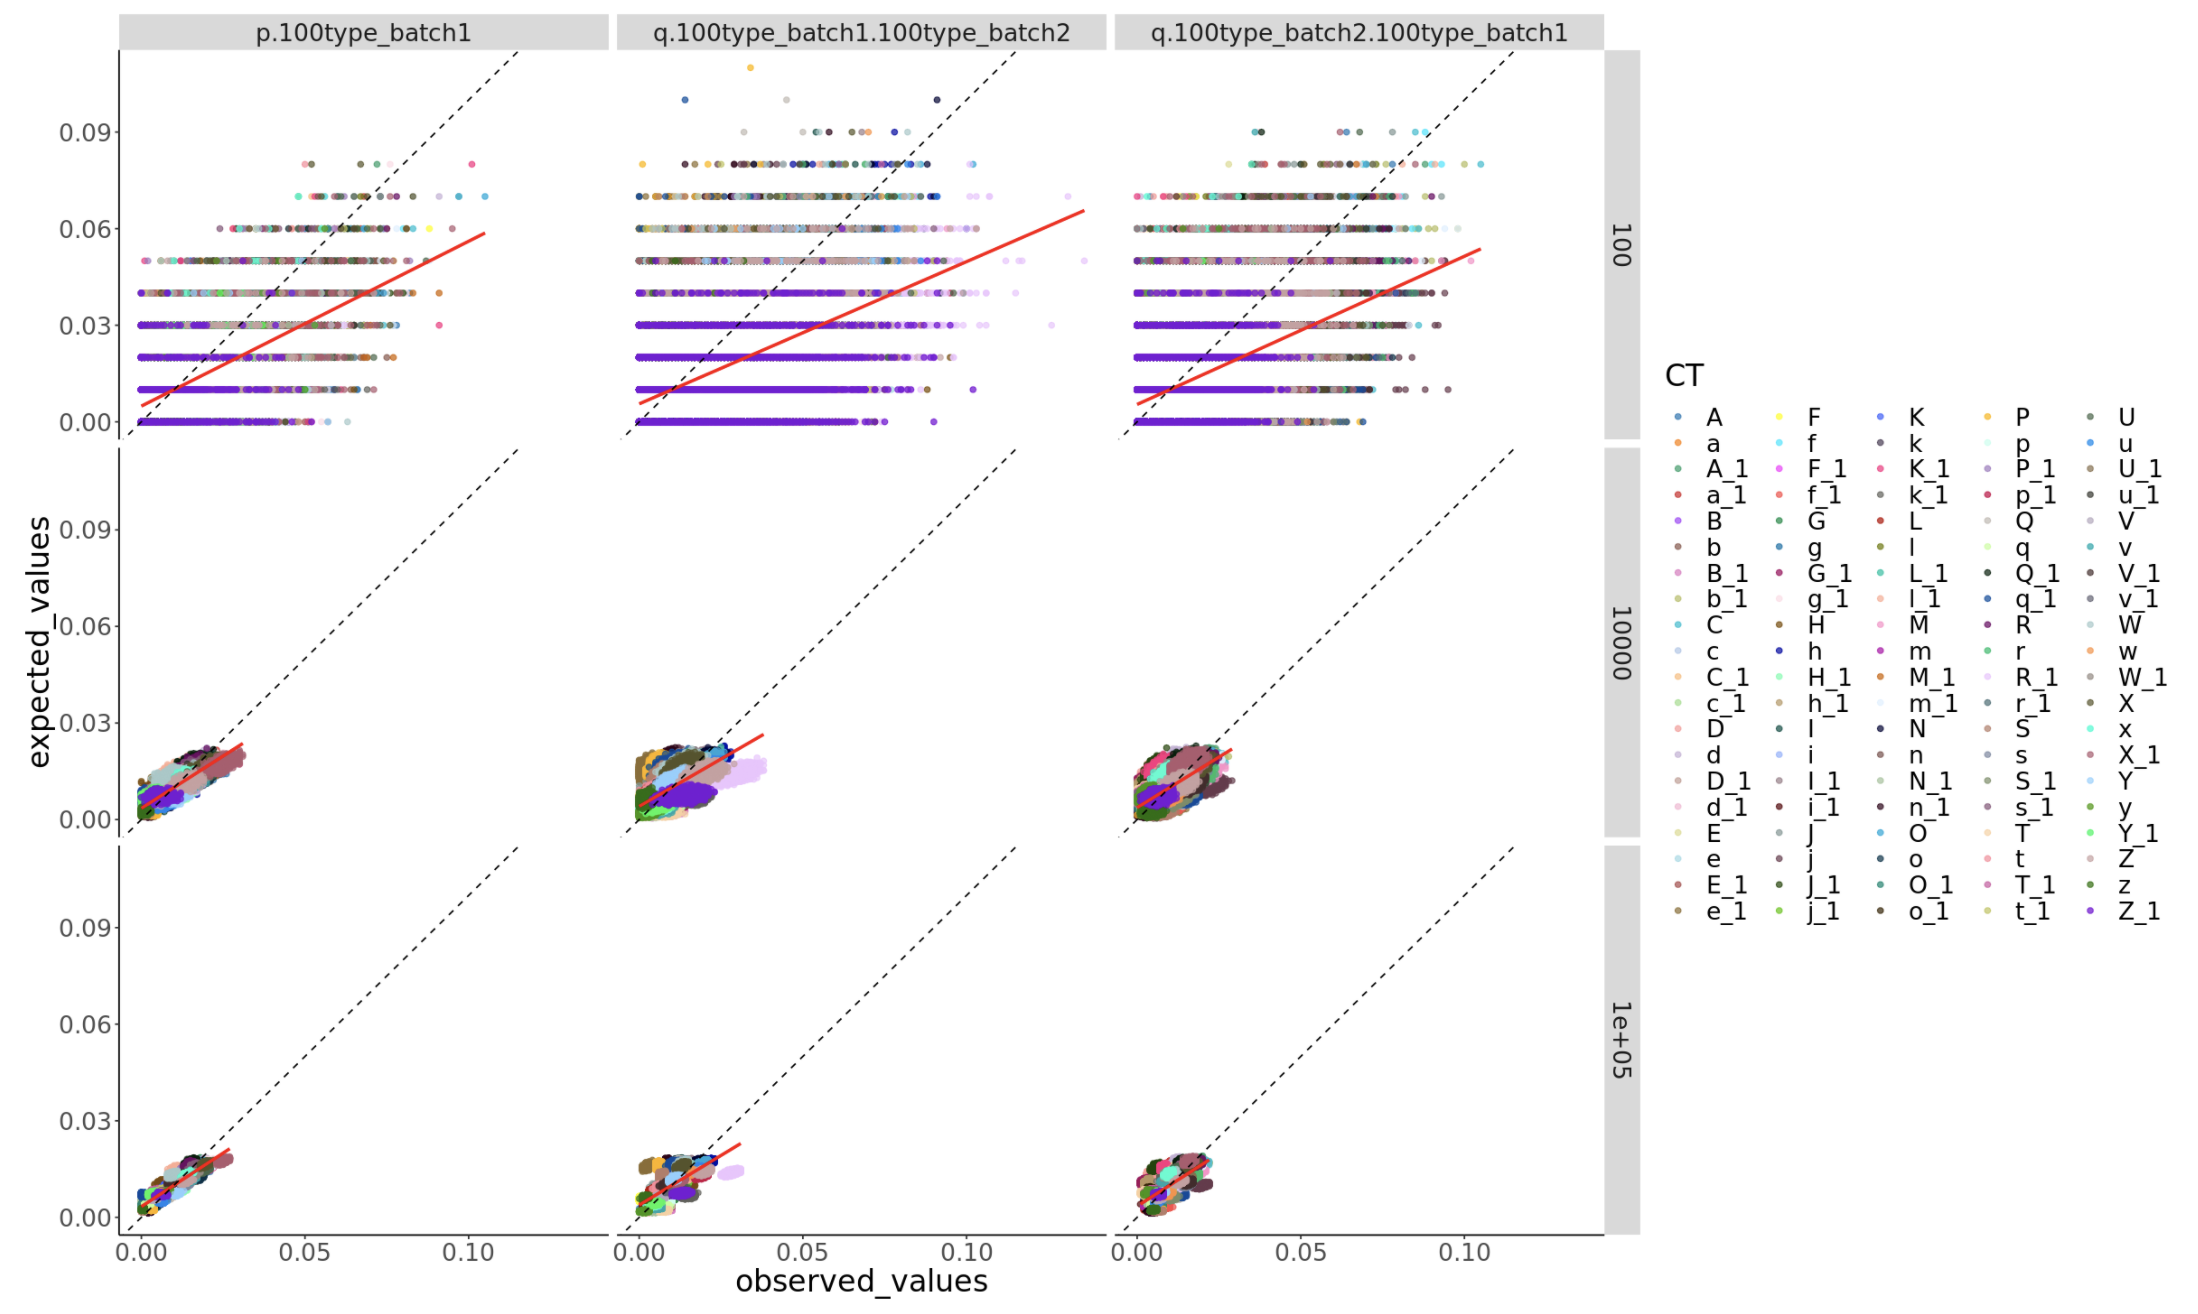 p.100type_batch1 q.100type_batch1.100type_batch2 q.100type_batch2.100type_batch1
0.09
0.06
0.03
0.00
100
expected_values
0.09
0.06
0.03
0.00
10000
0.09
0.06
0.03
0.00
1e+05
0.00 0.05 0.10 0.00 0.05 0.10 0.00 0.05 0.10
observed_values
CT
A F K P U
a f k p u
A_1 F_1 K_1 P_1 U_1
a_1 f_1 k_1 p_1 u_1
B G L Q V
b g l q v
B_1 G_1 L_1 Q_1 V_1
b_1 g_1 l_1 q_1 v_1
C H M R W
c h m r w
C_1 H_1 M_1 R_1 W_1
c_1 h_1 m_1 r_1 X
D I N S x
d i n s X_1
D_1 I_1 N_1 S_1 Y
d_1 i_1 n_1 s_1 y
E J O T Y_1
e j o t Z
E_1 J_1 O_1 T_1 z
e_1 j_1 o_1 t_1 Z_1